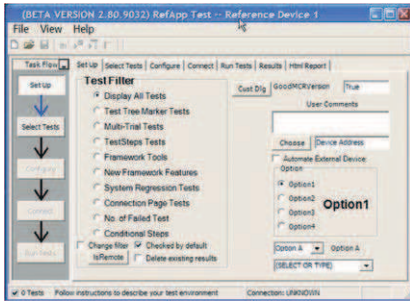 (BETA VERSION 2.80.9032) RefApp Test -- Reference Device 1
File View Help
Task Flow
Set Up Select Tests Configure Connect Run Tests Results Html Report
Set Up
Select Tests
Configure
Connect
Run Tests
Test Filter
Display All Tests
Test Tree Marker Tests
Multi-Trial Tests
TestSteps Tests
Framework Tools
New Framework Features
System Regression Tests
Connection Page Tests
No. of Failed Test
Conditional Steps
Change filter Checked by default
IsRemote Delete existing results
Cust Dlg GoodMCRVersion True
User Comments
Choose Device Address
Automate External Device
Option
Option1
Option2
Option3
Option4
Option1
Option A Option A
(SELECT OR TYPE)
0 Tests Follow instructions to describe your test environment Connection: UNKNOWN